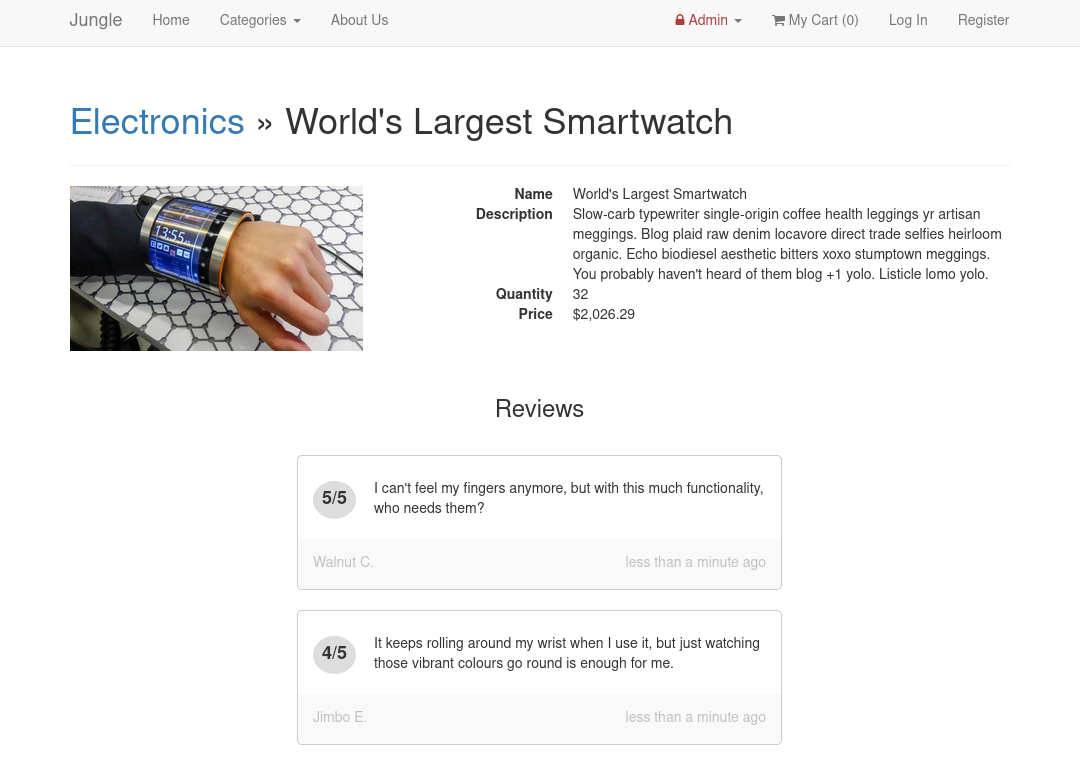 Jungle Home Categories About Us Admin My Cart (0) Log In Register
Electronics » World's Largest Smartwatch
13:55
Name World's Largest Smartwatch
Description Slow-carb typewriter single-origin coffee health leggings yr artisan
meggings. Blog plaid raw denim locavore direct trade selfies heirloom
organic. Echo biodiesel aesthetic bitters xoxo stumptown meggings.
You probably haven't heard of them blog +1 yolo. Listicle lomo yolo.
Quantity 32
Price $2,026.29
Reviews
5/5
I can't feel my fingers anymore, but with this much functionality,
who needs them?
Walnut C. less than a minute ago
4/5
It keeps rolling around my wrist when I use it, but just watching
those vibrant colours go round is enough for me.
Jimbo E. less than a minute ago